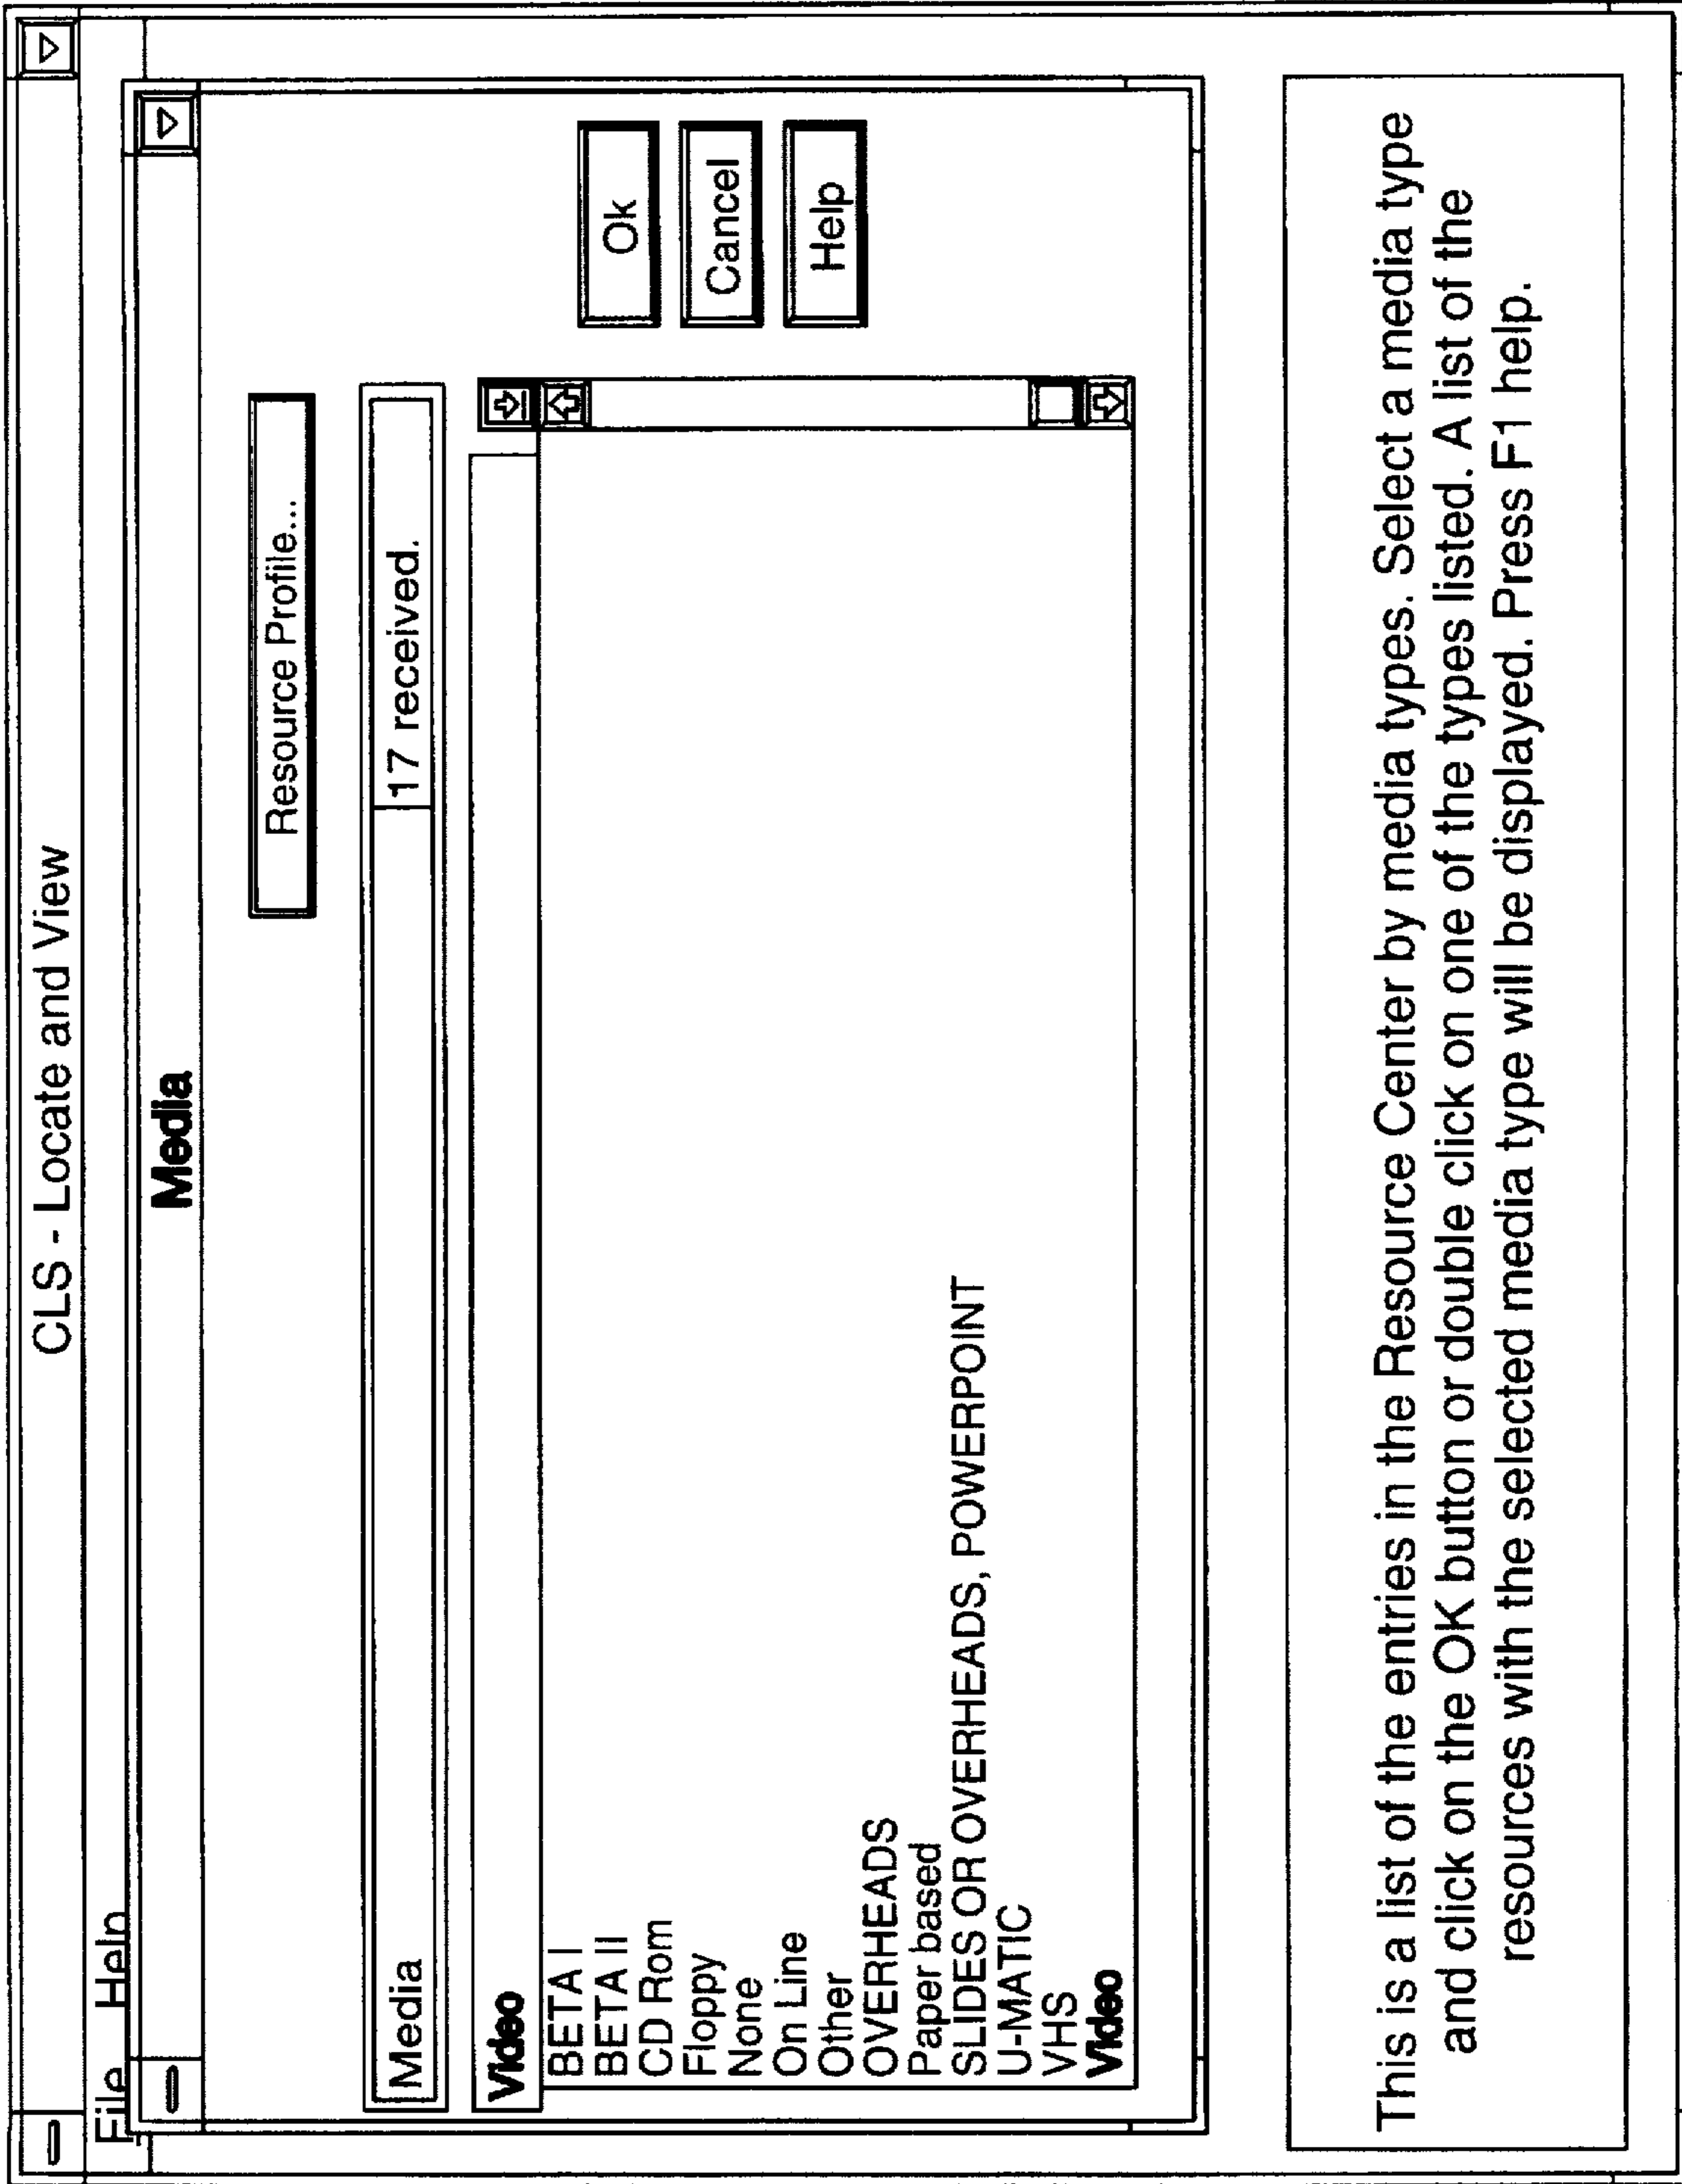 CLS - Locate and View
File Help
Media
Resource Profile...
Media 17 received.
Video
BETA I
BETA II
CD Rom
Floppy
None
On Line
Other
OVERHEADS
Paper based
SLIDES OR OVERHEADS, POWERPOINT
U-MATIC
VHS
Video
Ok
Cancel
Help
This is a list of the entries in the Resource Center by media types. Select a media type
and click on the OK button or double click on one of the types listed. A list of the
resources with the selected media type will be displayed. Press F1 help.